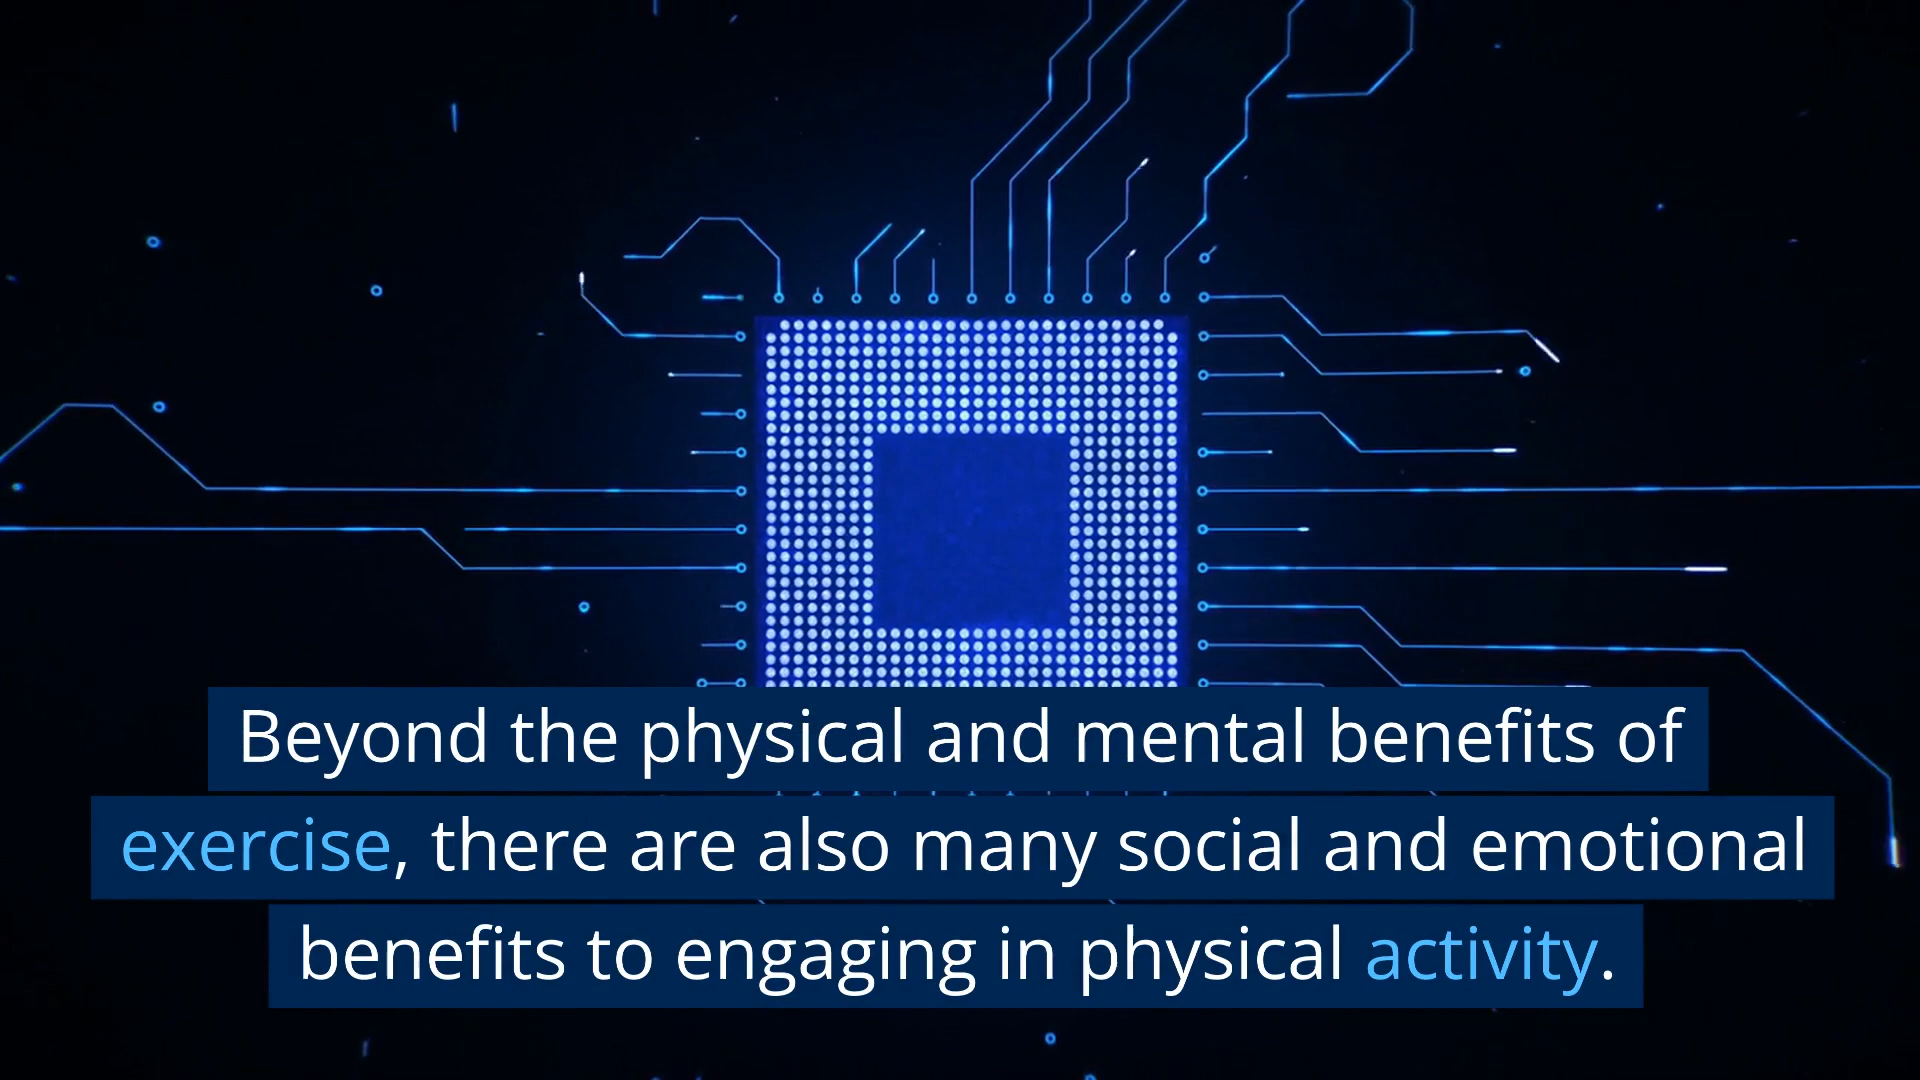 Beyond the physical and mental benefits of
exercise, there are also many social and emotional
benefits to engaging in physical activity.